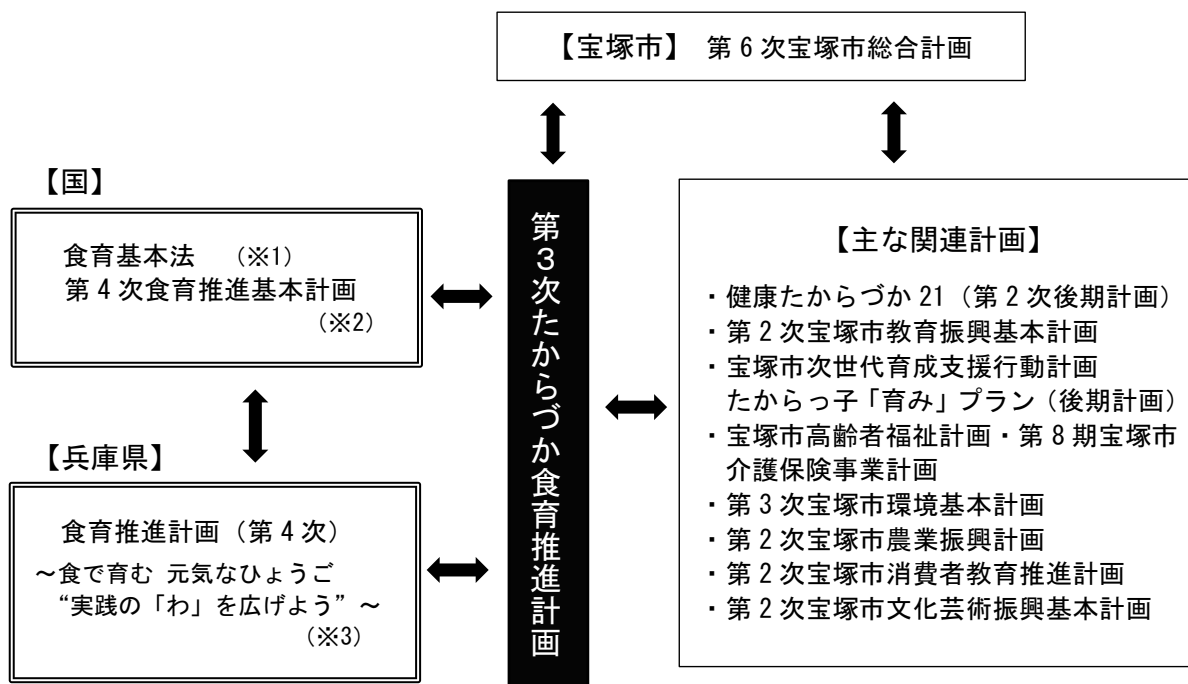 【宝塚市】 第6次宝塚市総合計画
【国】
食育基本法 (※1)
第4次食育推進基本計画
(※2)
【兵庫県】
食育推進計画（第4次）
～食で育む 元気なひょうご
“実践の「わ」を広げよう”～
(※3)
第3次たからづか食育推進計画
【主な関連計画】
・健康たからづか21（第2次後期計画）
・第2次宝塚市教育振興基本計画
・宝塚市次世代育成支援行動計画
たからっ子「育み」プラン（後期計画）
・宝塚市高齢者福祉計画・第8期宝塚市
介護保険事業計画
・第3次宝塚市環境基本計画
・第2次宝塚市農業振興計画
・第2次宝塚市消費者教育推進計画
・第2次宝塚市文化芸術振興基本計画